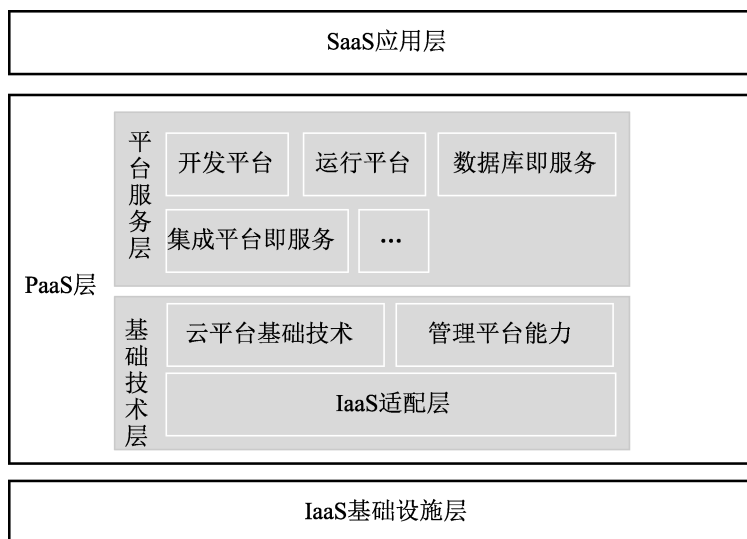 SaaS应用层
平台服务层
开发平台
运行平台
数据库即服务
集成平台即服务
...
PaaS层
基础技术层
云平台基础技术
管理平台能力
IaaS适配层
IaaS基础设施层